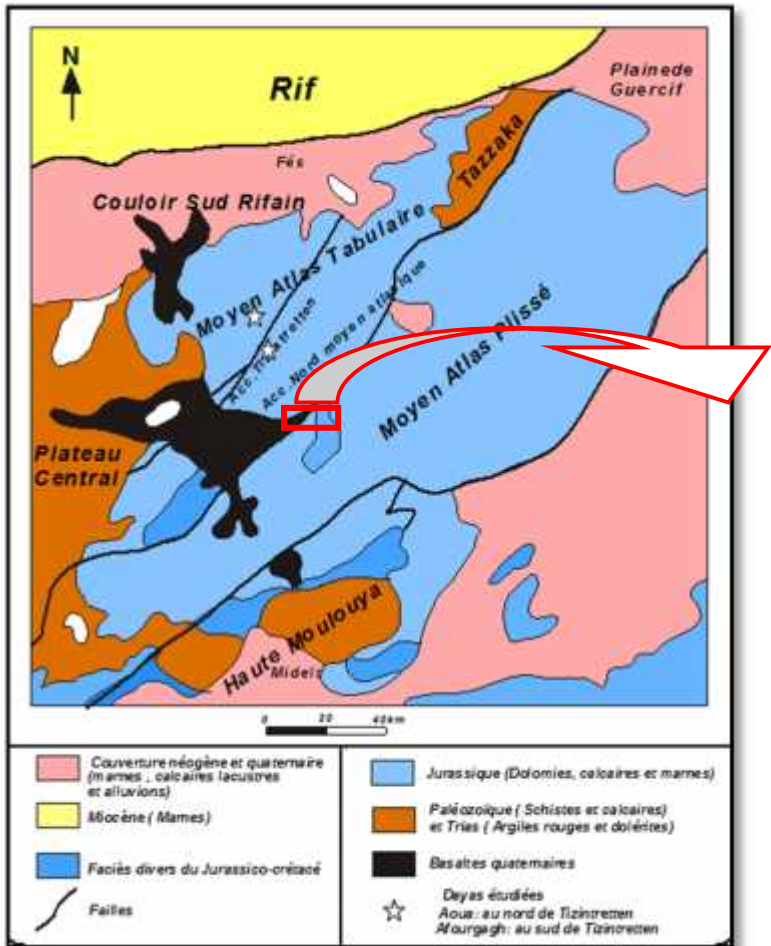 N
Rif
Plainede
Guercif
Tazzaka
Fés
Couloir Sud Rifain
Moyen Atlas Tabulaire
Acc. Tizintretten
Acc. Nord moyen atlasique
Moyen Atlas Plissé
Plateau
Central
Haute Moulouya
Midelt
0 20 40km
Couverture néogène et quaternaire
(marnes , calcaires lacustres
et alluvions)
Miocène ( Marnes)
Faciès divers du Jurassico-crétacé
Failles
Jurassique (Dolomies, calcaires et marnes)
Paléozoïque ( Schistes et calcaires)
et Trias ( Argiles rouges et dolérites)
Basaltes quaternaires
Dayas étudiées
Aoua: au nord de Tizintretten
Afourgagh: au sud de Tizintretten